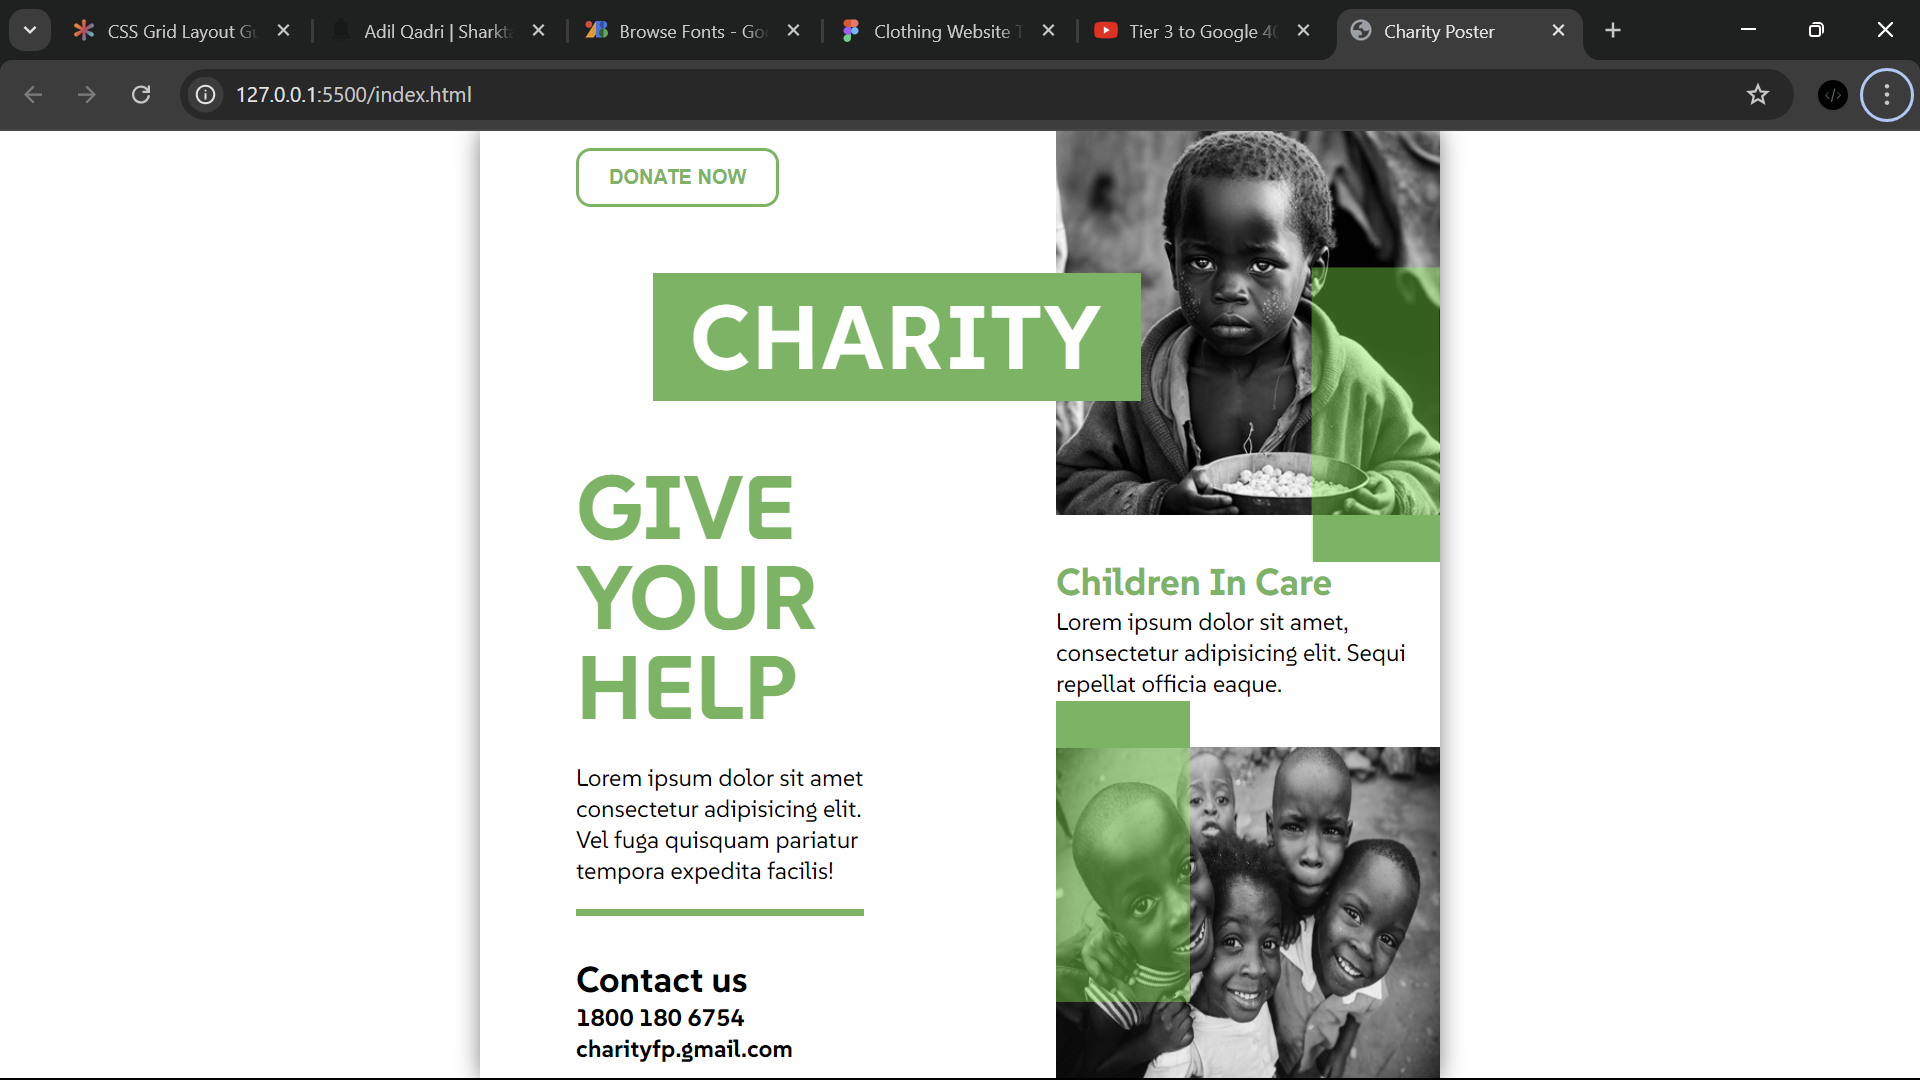 CSS Grid Layout Gu
Adil Qadri | Sharkta
Browse Fonts - Goo
Clothing Website T
Tier 3 to Google 40
Charity Poster
127.0.0.1:5500/index.html
DONATE NOW
CHARITY
GIVE
YOUR
HELP
Lorem ipsum dolor sit amet
consectetur adipisicing elit.
Vel fuga quisquam pariatur
tempora expedita facilis!
Contact us
1800 180 6754
charityfp.gmail.com
Children In Care
Lorem ipsum dolor sit amet,
consectetur adipisicing elit. Sequi
repellat officia eaque.